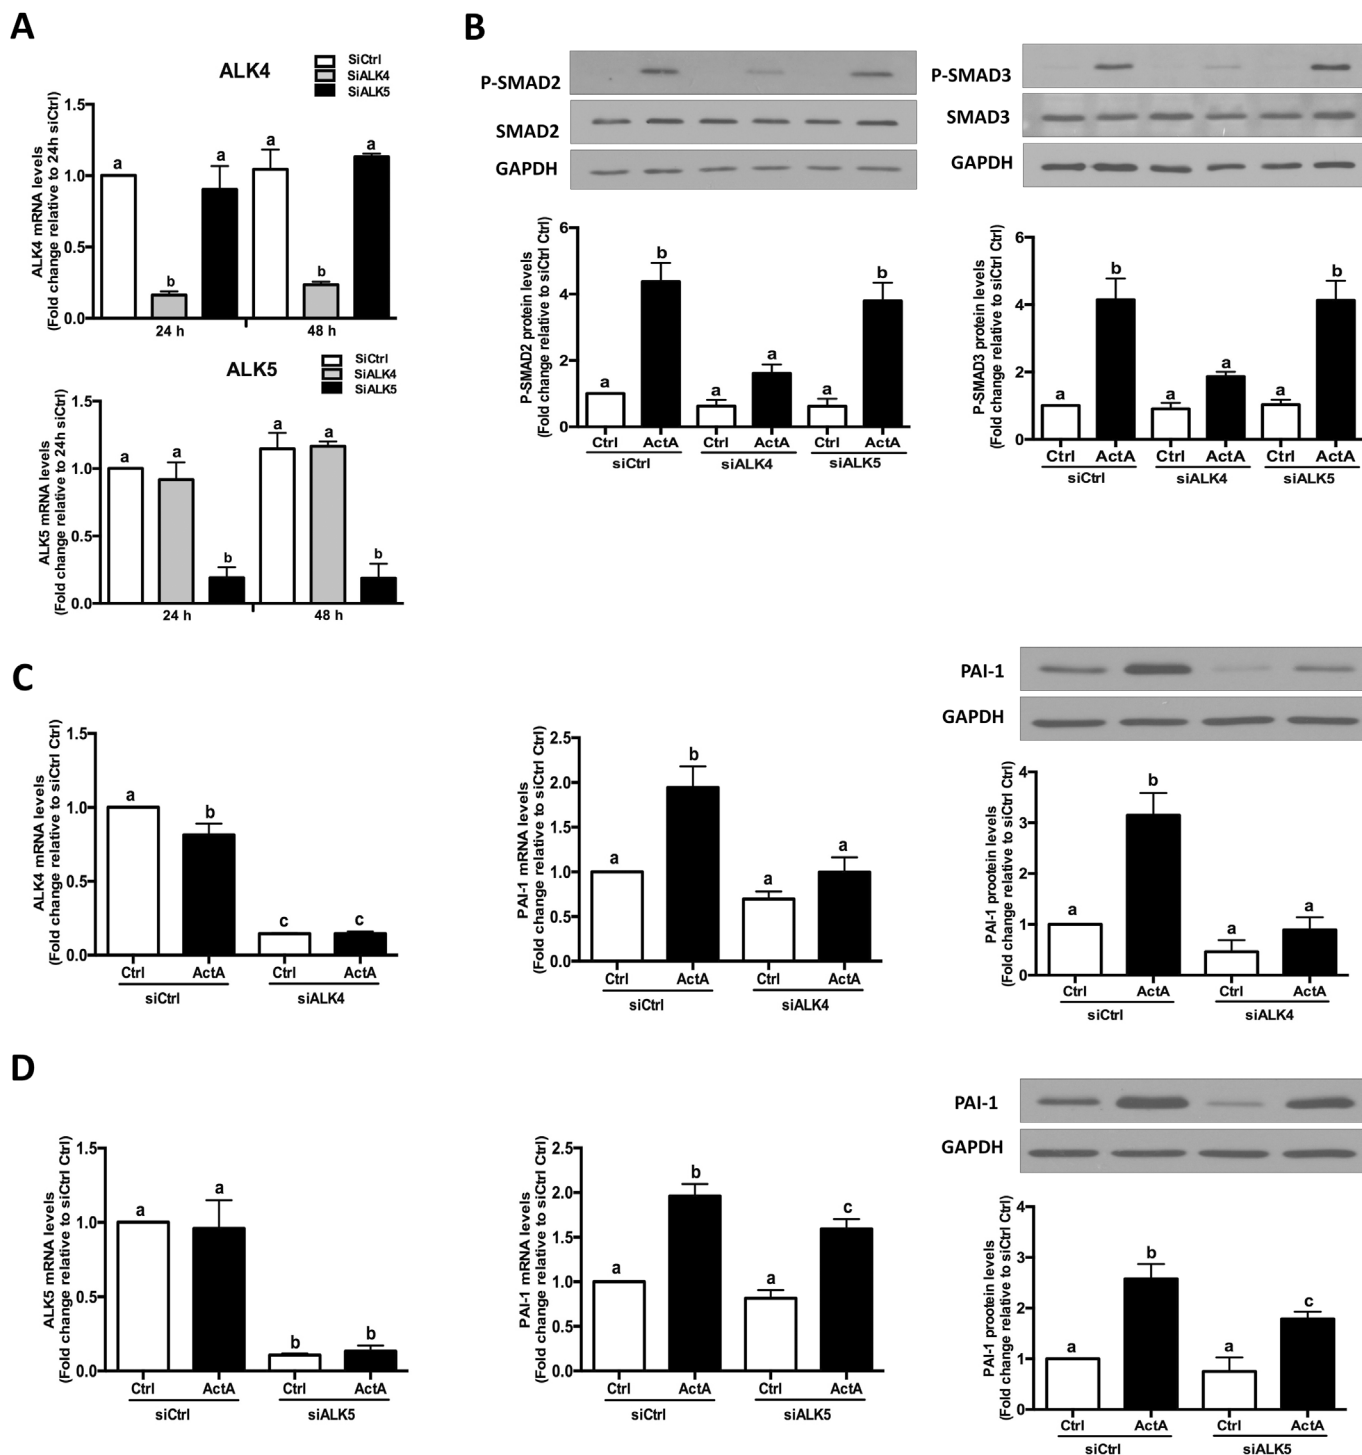 A
ALK4
SiCtrl
SiALK4
SiALK5
ALK4 mRNA levels
(Fold change relative to 24h siCtrl)
1.5
1.0
0.5
0.0
a
b
a
a
b
a
24 h
48 h
ALK5
SiCtrl
SiALK4
SiALK5
ALK5 mRNA levels
(Fold change relative to 24h siCtrl)
1.5
1.0
0.5
0.0
a
a
b
a
a
b
24 h
48 h
B
P-SMAD2
SMAD2
GAPDH
P-SMAD2 protein levels
(Fold change relative to siCtrl Ctrl)
6
4
2
0
a
b
a
a
a
b
Ctrl
ActA
Ctrl
ActA
Ctrl
ActA
siCtrl
siALK4
siALK5
P-SMAD3
SMAD3
GAPDH
P-SMAD3 protein levels
(Fold change relative to siCtrl Ctrl)
6
4
2
0
a
b
a
a
a
b
Ctrl
ActA
Ctrl
ActA
Ctrl
ActA
siCtrl
siALK4
siALK5
C
ALK4 mRNA levels
(Fold change relative to siCtrl Ctrl)
1.5
1.0
0.5
0.0
a
b
c
c
Ctrl
ActA
Ctrl
ActA
siCtrl
siALK4
PAI-1 mRNA levels
(Fold change relative to siCtrl Ctrl)
2.5
2.0
1.5
1.0
0.5
0.0
a
b
a
a
Ctrl
ActA
Ctrl
ActA
siCtrl
siALK4
PAI-1
GAPDH
PAI-1 prootein levels
(Fold change relative to siCtrl Ctrl)
4
3
2
1
0
a
b
a
a
Ctrl
ActA
Ctrl
ActA
siCtrl
siALK4
D
ALK5 mRNA levels
(Fold change relative to siCtrl Ctrl)
1.5
1.0
0.5
0.0
a
a
b
b
Ctrl
ActA
Ctrl
ActA
siCtrl
siALK5
PAI-1 mRNA levels
(Fold change relative to siCtrl Ctrl)
2.5
2.0
1.5
1.0
0.5
0.0
a
b
a
c
Ctrl
ActA
Ctrl
ActA
siCtrl
siALK5
PAI-1
GAPDH
PAI-1 prootein levels
(Fold change relative to siCtrl Ctrl)
4
3
2
1
0
a
b
a
c
Ctrl
ActA
Ctrl
ActA
siCtrl
siALK5